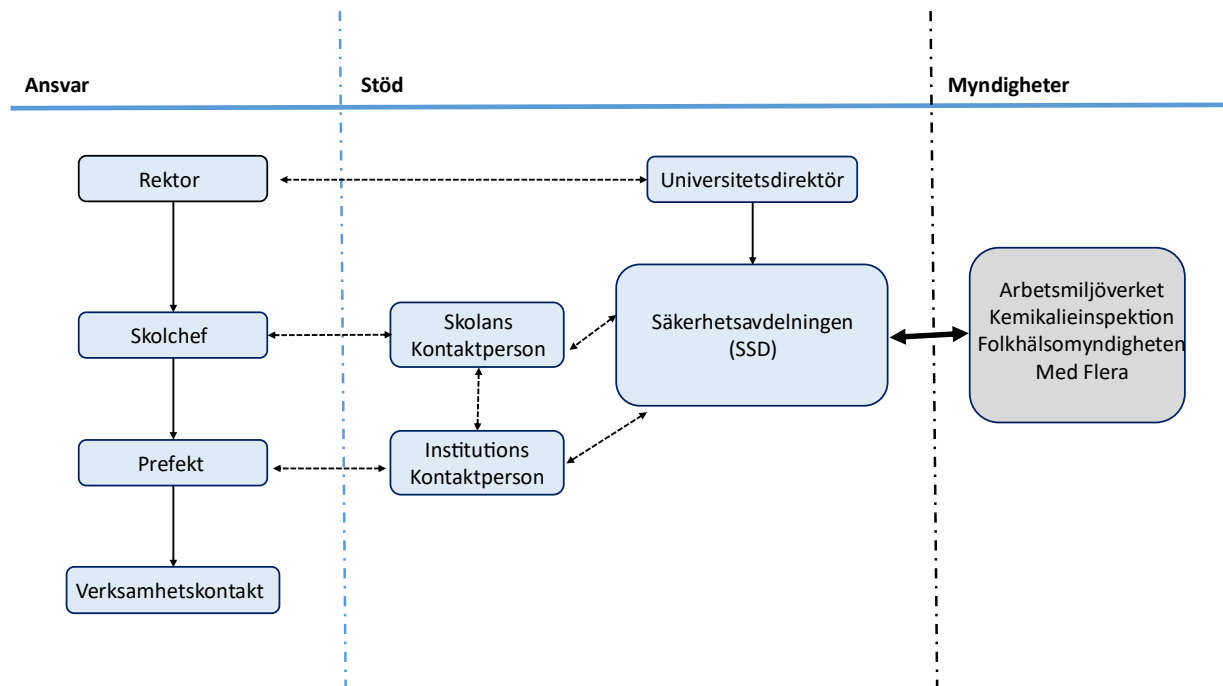 Ansvar
Stöd
Myndigheter
Rektor
Universitetsdirektör
Skolchef
Skolans
Kontaktperson
Säkerhetsavdelningen
(SSD)
Arbetsmiljöverket
Kemikalieinspektion
Folkhälsomyndigheten
Med Flera
Prefekt
Institutions
Kontaktperson
Verksamhetskontakt